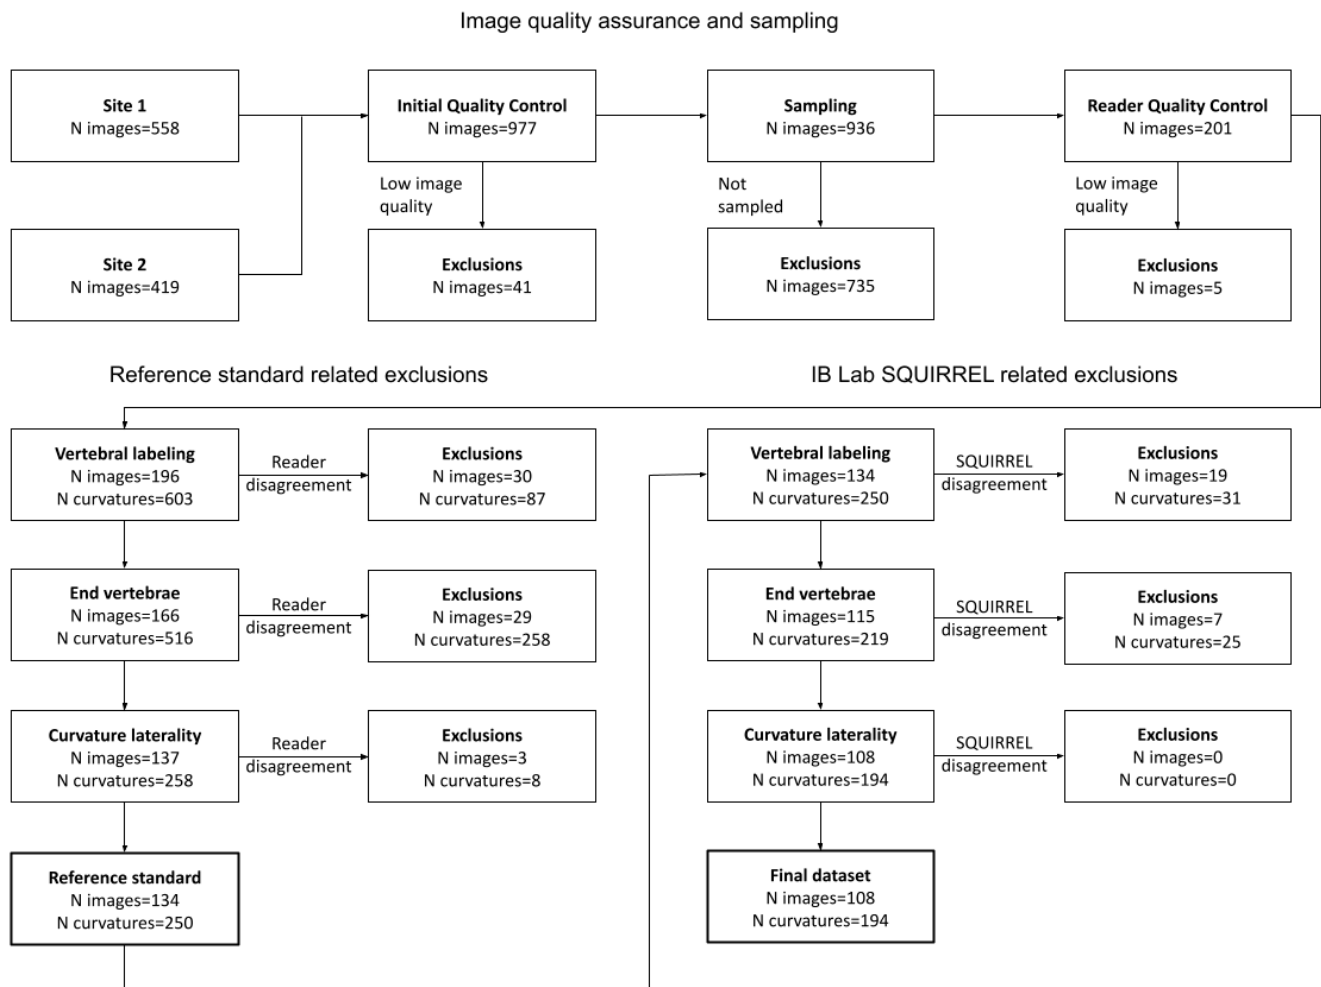 Image quality assurance and sampling
Site 1
N images=558
Initial Quality Control
N images=977
Sampling
N images=936
Reader Quality Control
N images=201
Low image
quality
Not
sampled
Low image
quality
Site 2
N images=419
Exclusions
N images=41
Exclusions
N images=735
Exclusions
N images=5
Reference standard related exclusions
IB Lab SQUIRREL related exclusions
Vertebral labeling
N images=196
N curvatures=603
Reader
disagreement
Exclusions
N images=30
N curvatures=87
End vertebrae
N images=166
N curvatures=516
Reader
disagreement
Exclusions
N images=29
N curvatures=258
Curvature laterality
N images=137
N curvatures=258
Reader
disagreement
Exclusions
N images=3
N curvatures=8
Reference standard
N images=134
N curvatures=250
Vertebral labeling
N images=134
N curvatures=250
SQUIRREL
disagreement
Exclusions
N images=19
N curvatures=31
End vertebrae
N images=115
N curvatures=219
SQUIRREL
disagreement
Exclusions
N images=7
N curvatures=25
Curvature laterality
N images=108
N curvatures=194
SQUIRREL
disagreement
Exclusions
N images=0
N curvatures=0
Final dataset
N images=108
N curvatures=194